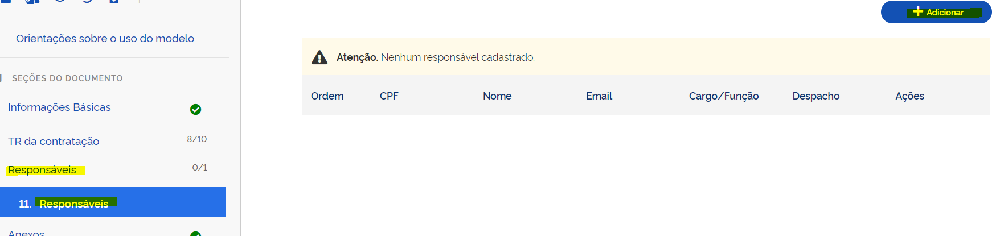 Adicionar
Orientações sobre o uso do modelo
Atenção. Nenhum responsável cadastrado.
SEÇÕES DO DOCUMENTO
Ordem CPF Nome Email Cargo/Função Despacho Ações
Informações Básicas
TR da contratação 8/10
Responsáveis 0/1
11. Responsáveis
Anexos